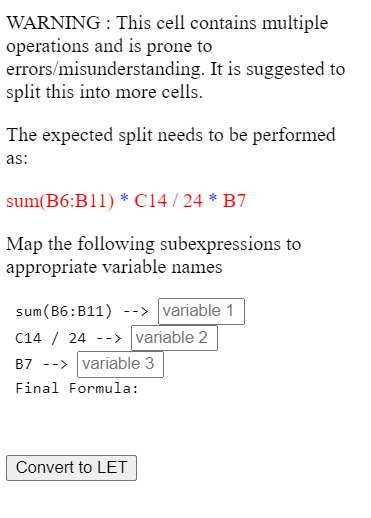 WARNING : This cell contains multiple
operations and is prone to
errors/misunderstanding. It is suggested to
split this into more cells.
The expected split needs to be performed
as:
sum(B6:B11) * C14 / 24 * B7
Map the following subexpressions to
appropriate variable names
sum(B6:B11) --> variable 1
C14 / 24 --> variable 2
B7 --> variable 3
Final Formula:
Convert to LET